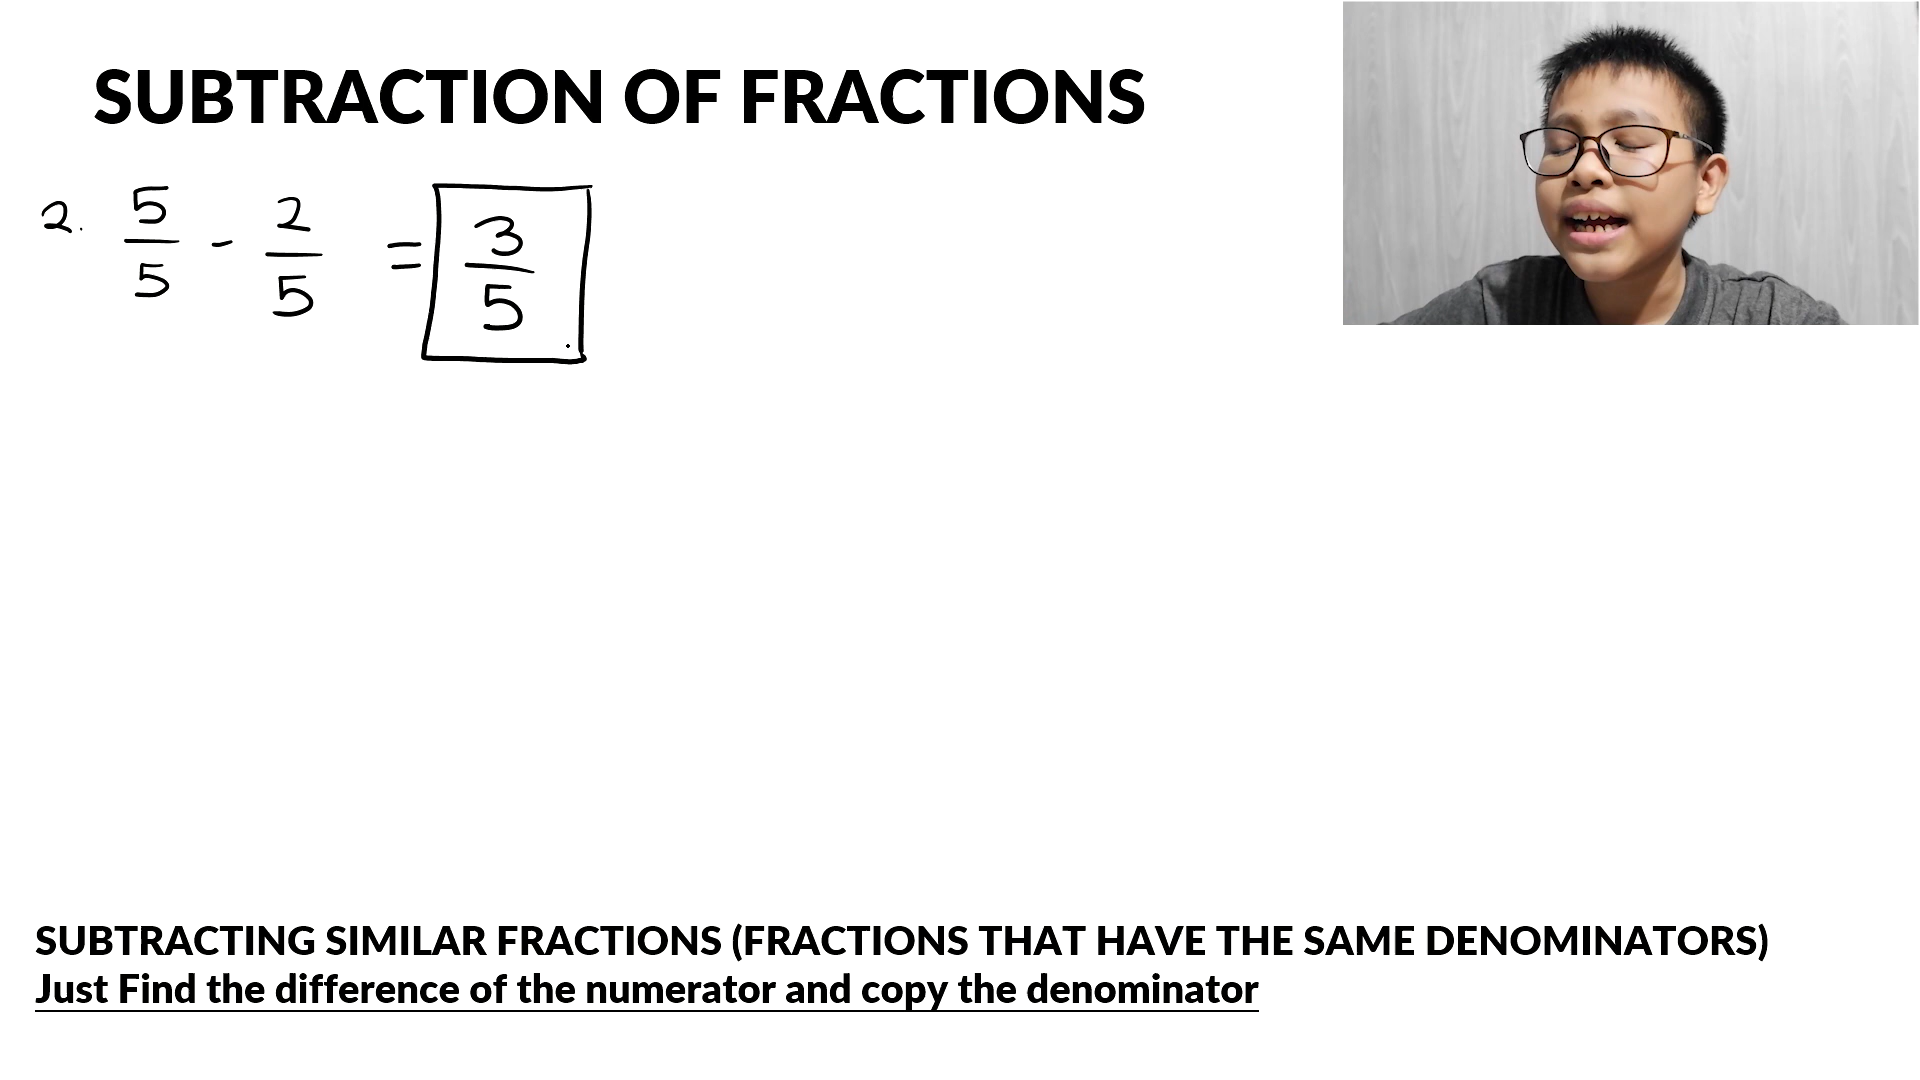 SUBTRACTION OF FRACTIONS
2. 5/5 - 2/5 = 3/5
SUBTRACTING SIMILAR FRACTIONS (FRACTIONS THAT HAVE THE SAME DENOMINATORS)
Just Find the difference of the numerator and copy the denominator